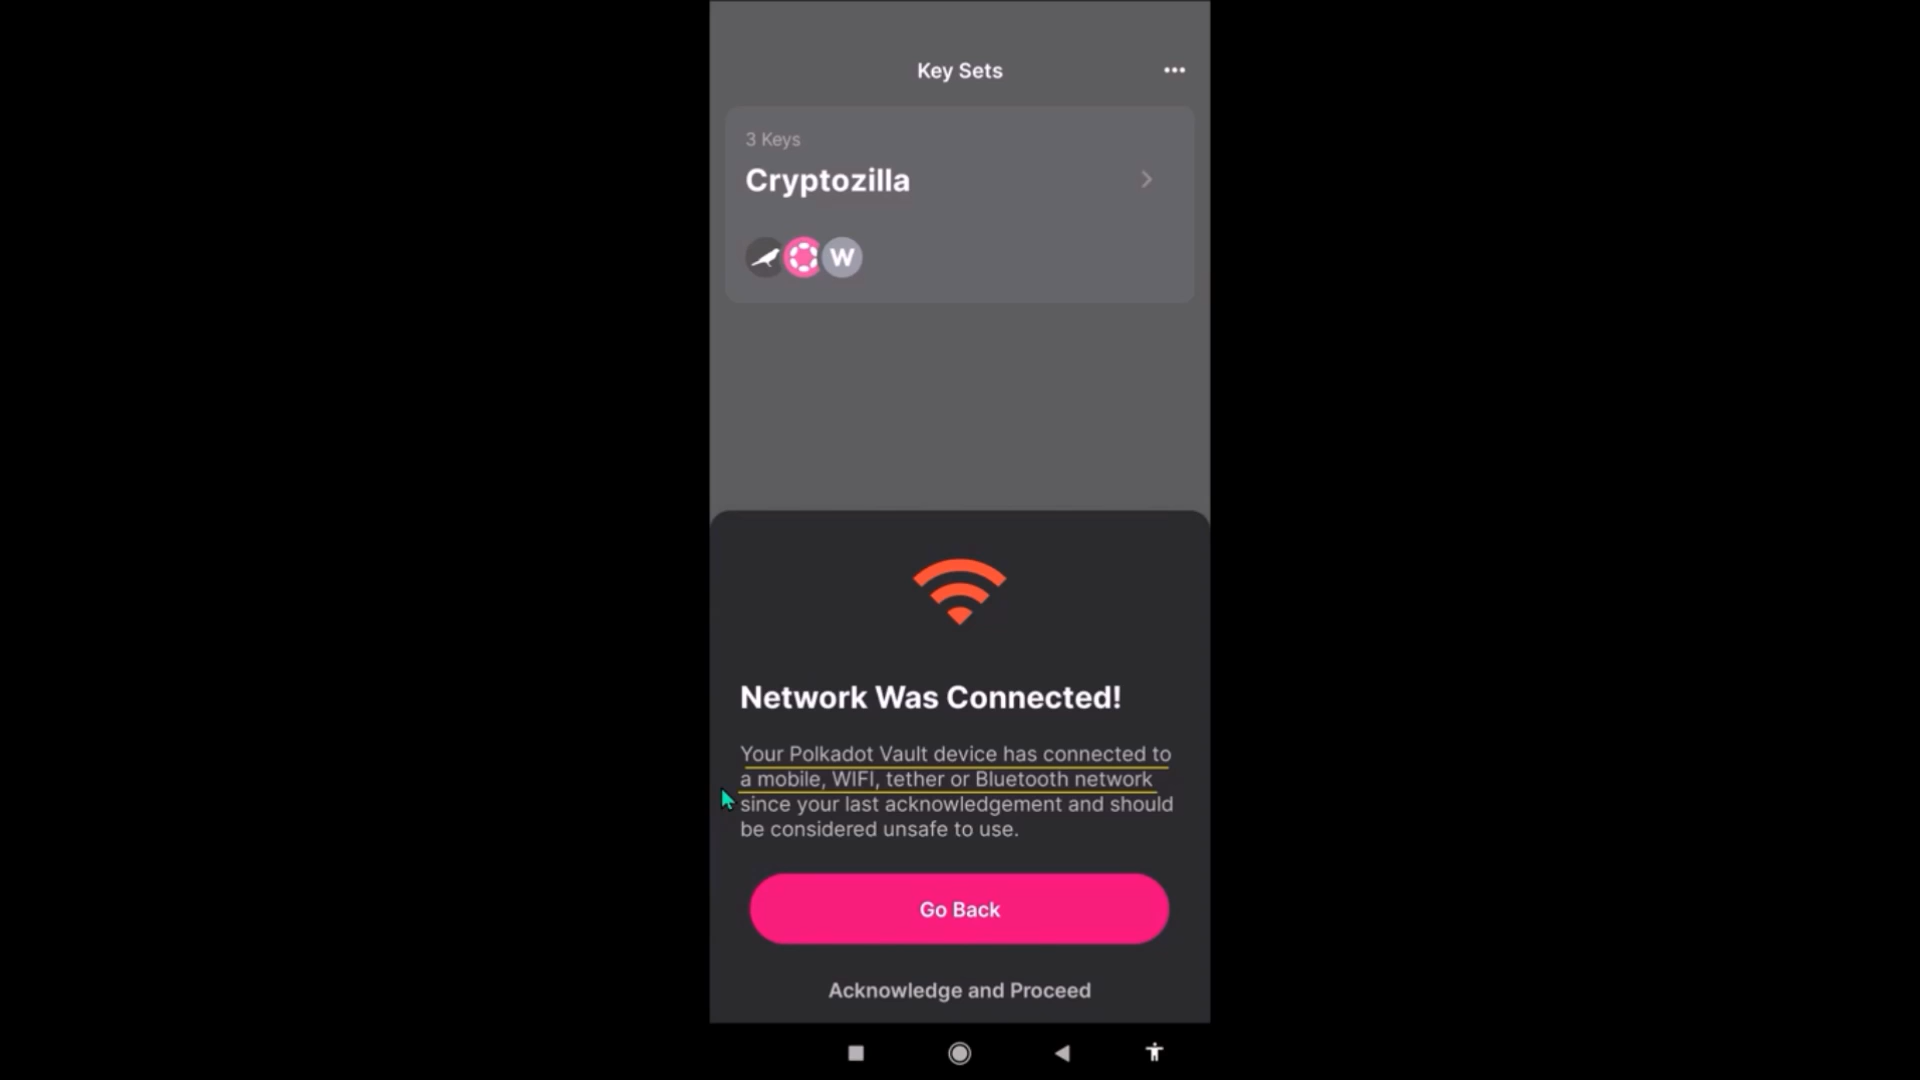 Key Sets
3 Keys
Cryptozilla
W
Network Was Connected!
Your Polkadot Vault device has connected to
a mobile, WIFI, tether or Bluetooth network
since your last acknowledgement and should
be considered unsafe to use.
Go Back
Acknowledge and Proceed